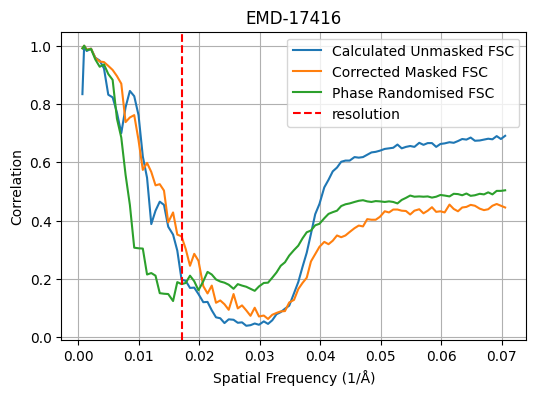 EMD-17416
Calculated Unmasked FSC
Corrected Masked FSC
Phase Randomised FSC
resolution
Correlation
1.0
0.8
0.6
0.4
0.2
0.0
0.00 0.01 0.02 0.03 0.04 0.05 0.06 0.07
Spatial Frequency (1/Å)